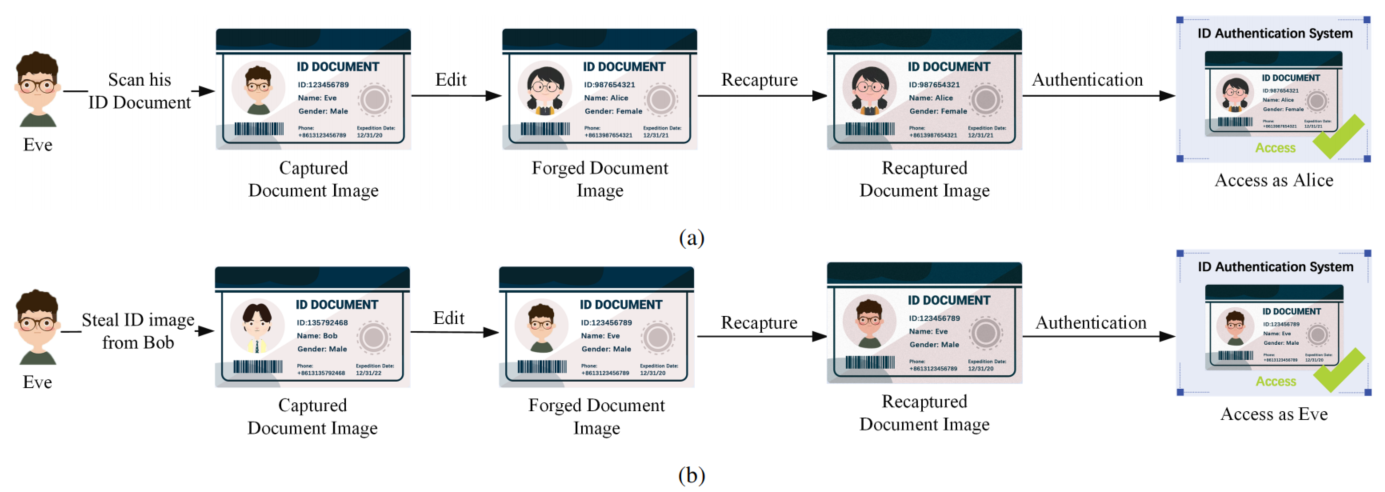 Eve
Scan his
ID Document
ID DOCUMENT
ID:123456789
Name: Eve
Gender: Male
Phone:
+8613123456789
Expedition Date:
12/31/20
Captured
Document Image
Edit
ID DOCUMENT
ID:987654321
Name: Alice
Gender: Female
Phone:
+8613987654321
Expedition Date:
12/31/21
Forged Document
Image
Recapture
ID DOCUMENT
ID:987654321
Name: Alice
Gender: Female
Phone:
+8613987654321
Expedition Date:
12/31/21
Recaptured
Document Image
Authentication
ID Authentication System
ID DOCUMENT
ID:987654321
Name: Alice
Gender: Female
Phone:
+8613987654321
Expedition Date:
12/31/21
Access
Access as Alice
(a)
Eve
Steal ID image
from Bob
ID DOCUMENT
ID:135792468
Name: Bob
Gender: Male
Phone:
+8613135792468
Expedition Date:
12/31/22
Captured
Document Image
Edit
ID DOCUMENT
ID:123456789
Name: Eve
Gender: Male
Phone:
+8613123456789
Expedition Date:
12/31/20
Forged Document
Image
Recapture
ID DOCUMENT
ID:123456789
Name: Eve
Gender: Male
Phone:
+8613123456789
Expedition Date:
12/31/20
Recaptured
Document Image
Authentication
ID Authentication System
ID DOCUMENT
ID:123456789
Name: Eve
Gender: Male
Phone:
+8613123456789
Expedition Date:
12/31/20
Access
Access as Eve
(b)